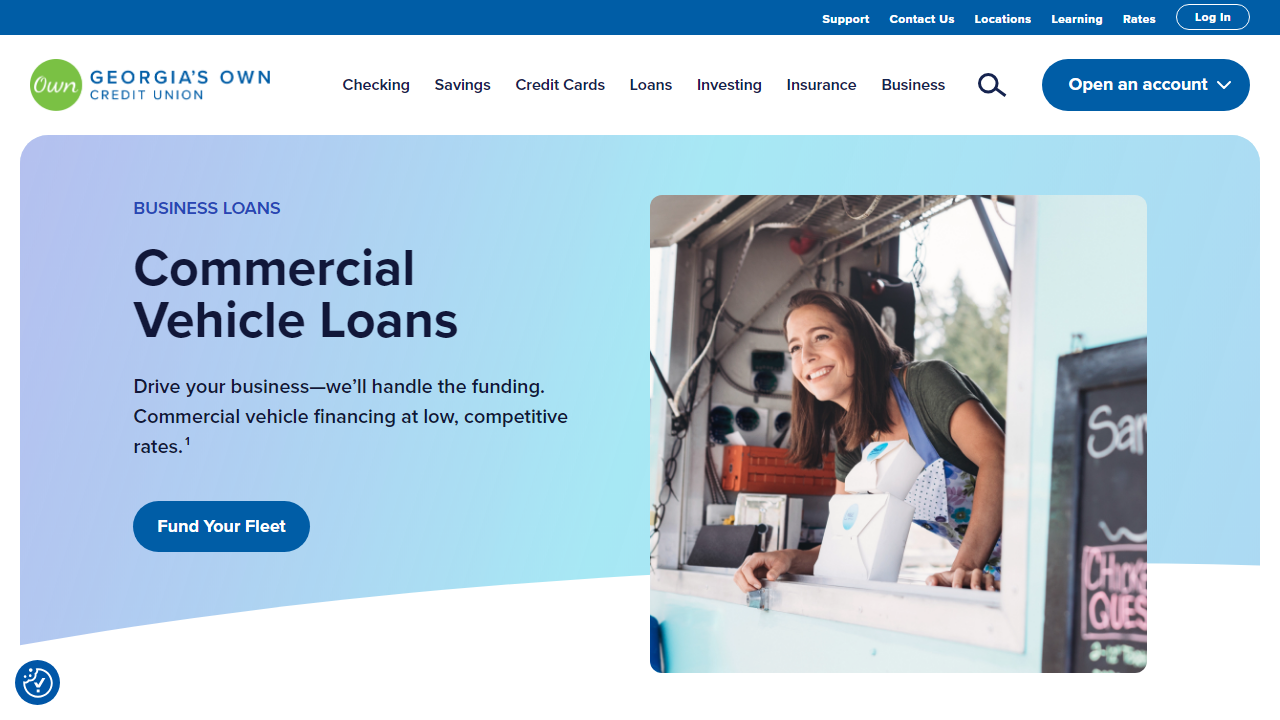 Support Contact Us Locations Learning Rates Log In
Own GEORGIA'S OWN
CREDIT UNION
Checking Savings Credit Cards Loans Investing Insurance Business Open an account
BUSINESS LOANS
Commercial
Vehicle Loans
Drive your business—we’ll handle the funding.
Commercial vehicle financing at low, competitive
rates.¹
Fund Your Fleet